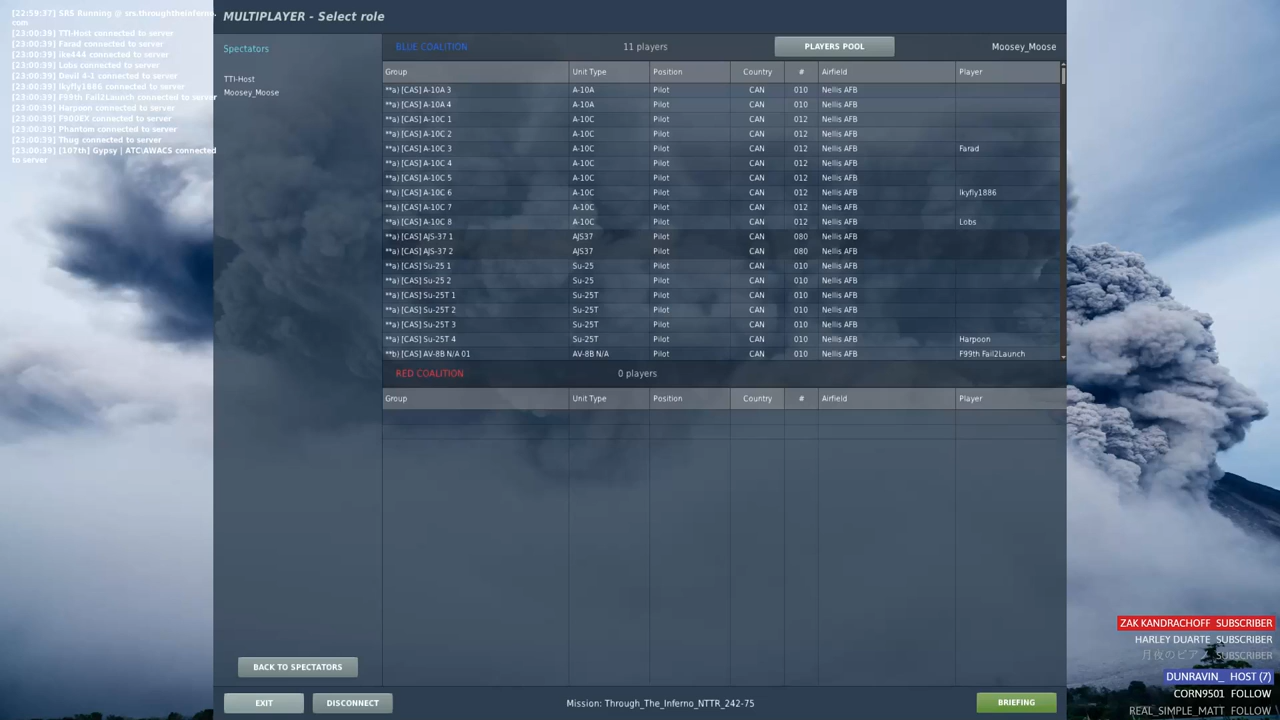 [22:59:37] SRS Running @ srs.throughtheinferno.
com
[23:00:39] TTI-Host connected to server
[23:00:39] Farad connected to server
[23:00:39] ike444 connected to server
[23:00:39] Lobs connected to server
[23:00:39] Devil 4-1 connected to server
[23:00:39] lkyfly1886 connected to server
[23:00:39] F99th Fail2Launch connected to server
[23:00:39] Harpoon connected to server
[23:00:39] F900EX connected to server
[23:00:39] Phantom connected to server
[23:00:39] Thug connected to server
[23:00:39] [107th] Gypsy | ATC\AWACS connected
to server
MULTIPLAYER - Select role
Spectators
TTI-Host
Moosey_Moose
BLUE COALITION 11 players PLAYERS POOL Moosey_Moose
Group Unit Type Position Country # Airfield Player
**a) [CAS] A-10A 3 A-10A Pilot CAN 010 Nellis AFB
**a) [CAS] A-10A 4 A-10A Pilot CAN 010 Nellis AFB
**a) [CAS] A-10C 1 A-10C Pilot CAN 012 Nellis AFB
**a) [CAS] A-10C 2 A-10C Pilot CAN 012 Nellis AFB
**a) [CAS] A-10C 3 A-10C Pilot CAN 012 Nellis AFB Farad
**a) [CAS] A-10C 4 A-10C Pilot CAN 012 Nellis AFB
**a) [CAS] A-10C 5 A-10C Pilot CAN 012 Nellis AFB
**a) [CAS] A-10C 6 A-10C Pilot CAN 012 Nellis AFB lkyfly1886
**a) [CAS] A-10C 7 A-10C Pilot CAN 012 Nellis AFB
**a) [CAS] A-10C 8 A-10C Pilot CAN 012 Nellis AFB Lobs
**a) [CAS] AJS-37 1 AJS37 Pilot CAN 080 Nellis AFB
**a) [CAS] AJS-37 2 AJS37 Pilot CAN 080 Nellis AFB
**a) [CAS] Su-25 1 Su-25 Pilot CAN 010 Nellis AFB
**a) [CAS] Su-25 2 Su-25 Pilot CAN 010 Nellis AFB
**a) [CAS] Su-25T 1 Su-25T Pilot CAN 010 Nellis AFB
**a) [CAS] Su-25T 2 Su-25T Pilot CAN 010 Nellis AFB
**a) [CAS] Su-25T 3 Su-25T Pilot CAN 010 Nellis AFB
**a) [CAS] Su-25T 4 Su-25T Pilot CAN 010 Nellis AFB Harpoon
**b) [CAS] AV-8B N/A 01 AV-8B N/A Pilot CAN 010 Nellis AFB F99th Fail2Launch
RED COALITION 0 players
Group Unit Type Position Country # Airfield Player
BACK TO SPECTATORS
EXIT DISCONNECT Mission: Through_The_Inferno_NTTR_242-75 BRIEFING
ZAK KANDRACHOFF SUBSCRIBER
HARLEY DUARTE SUBSCRIBER
月夜のピアノ SUBSCRIBER
DUNRAVIN_ HOST (7)
CORN9501 FOLLOW
REAL_SIMPLE_MATT FOLLOW